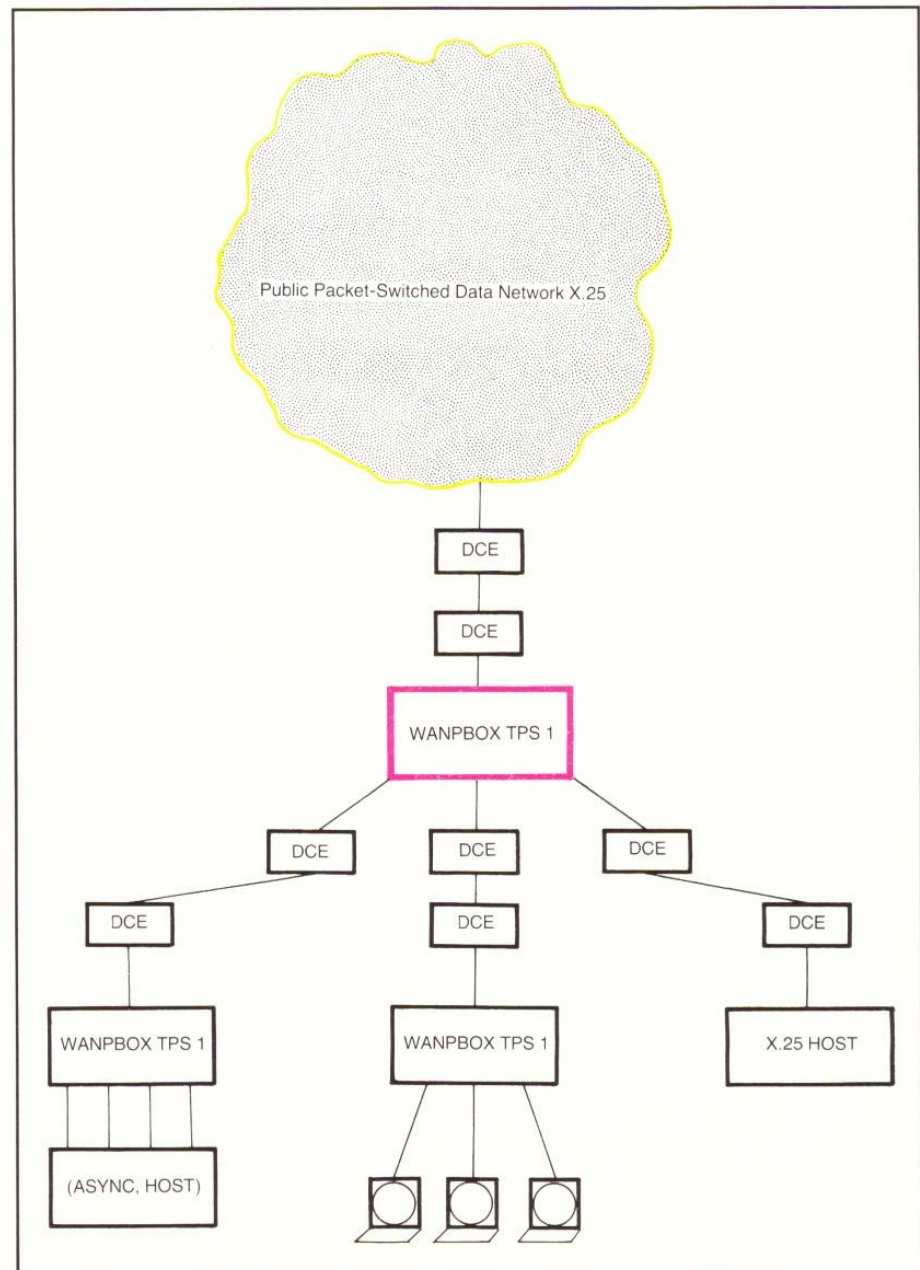 Public Packet-Switched Data Network X.25
DCE
DCE
WANPBOX TPS 1
DCE
DCE
DCE
DCE
DCE
DCE
WANPBOX TPS 1
WANPBOX TPS 1
X.25 HOST
(ASYNC, HOST)